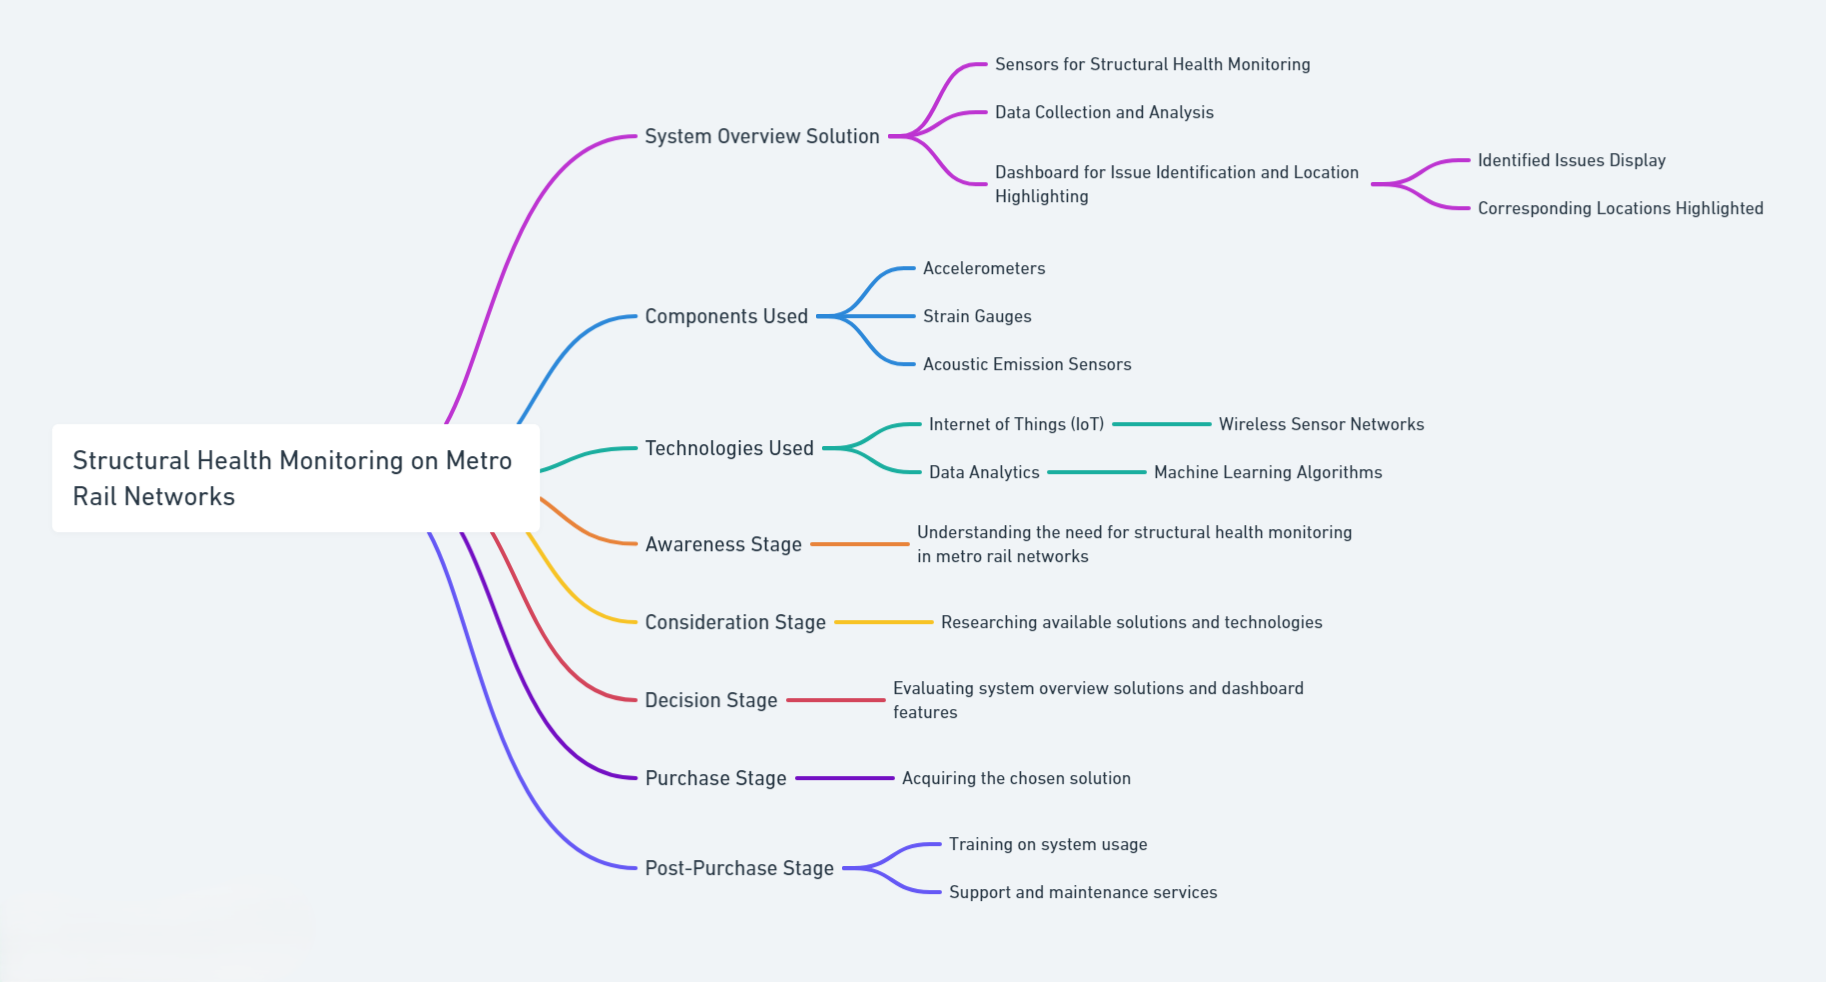 Structural Health Monitoring on Metro
Rail Networks
System Overview Solution
Sensors for Structural Health Monitoring
Data Collection and Analysis
Dashboard for Issue Identification and Location
Highlighting
Identified Issues Display
Corresponding Locations Highlighted
Components Used
Accelerometers
Strain Gauges
Acoustic Emission Sensors
Technologies Used
Internet of Things (IoT)
Wireless Sensor Networks
Data Analytics
Machine Learning Algorithms
Awareness Stage
Understanding the need for structural health monitoring
in metro rail networks
Consideration Stage
Researching available solutions and technologies
Decision Stage
Evaluating system overview solutions and dashboard
features
Purchase Stage
Acquiring the chosen solution
Post-Purchase Stage
Training on system usage
Support and maintenance services